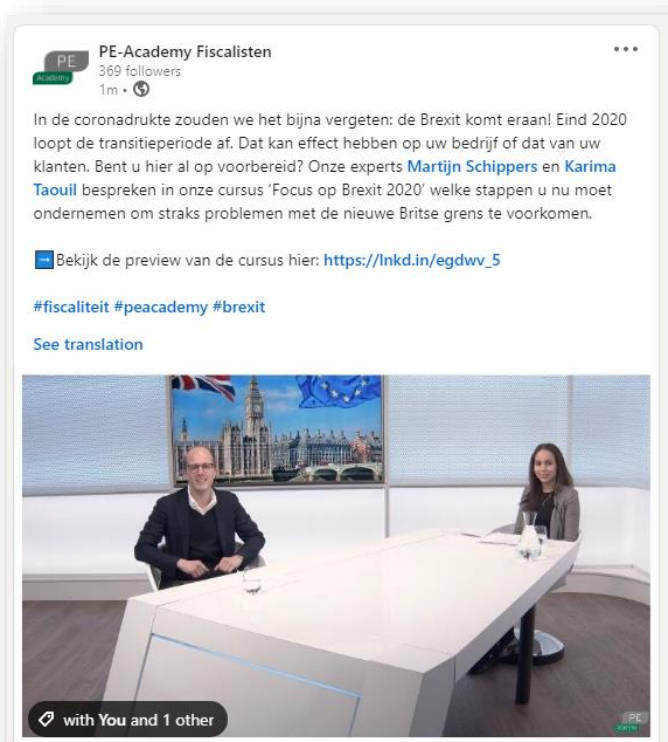 PE
Academy
PE-Academy Fiscalisten
369 followers
1m •
In de coronadrukte zouden we het bijna vergeten: de Brexit komt eraan! Eind 2020
loopt de transitieperiode af. Dat kan effect hebben op uw bedrijf of dat van uw
klanten. Bent u hier al op voorbereid? Onze experts Martijn Schippers en Karima
Taouil bespreken in onze cursus ‘Focus op Brexit 2020’ welke stappen u nu moet
ondernemen om straks problemen met de nieuwe Britse grens te voorkomen.
➡Bekijk de preview van de cursus hier: https://lnkd.in/egdwv_5
#fiscaliteit #peacademy #brexit
See translation
with You and 1 other
PE
Academy